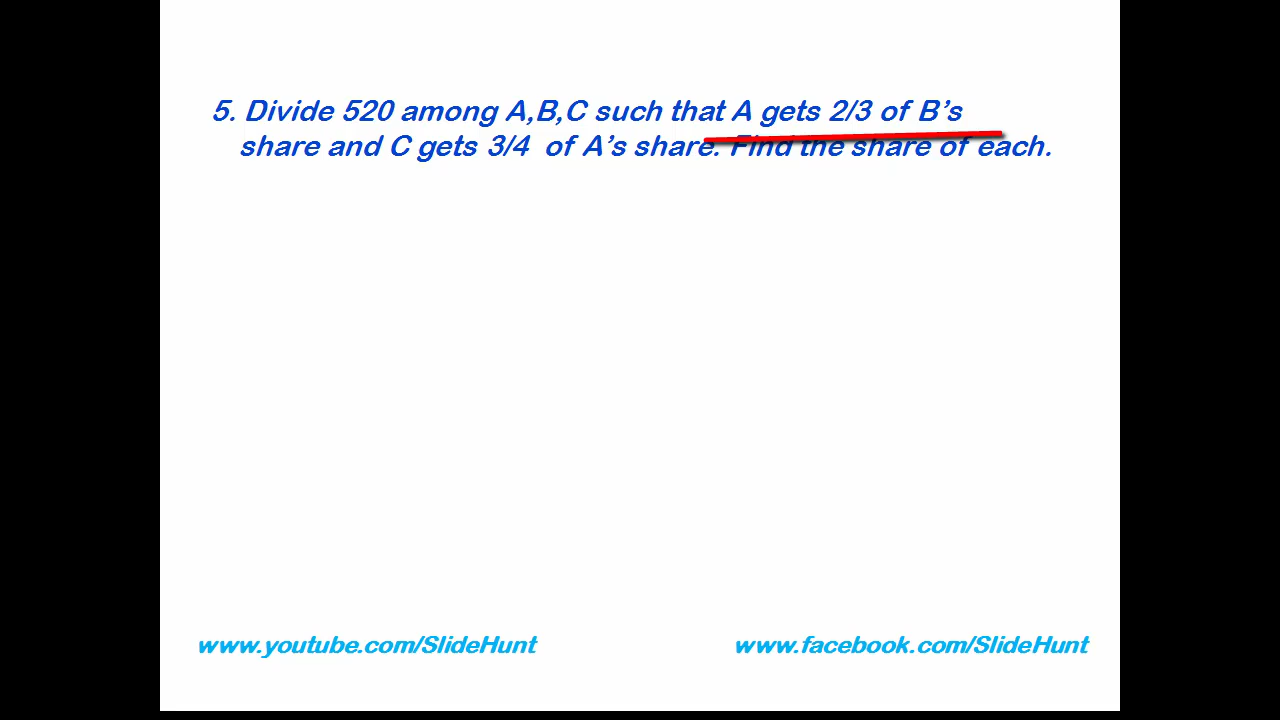 5. Divide 520 among A,B,C such that A gets 2/3 of B's
share and C gets 3/4 of A's share. Find the share of each.
www.youtube.com/SlideHunt
www.facebook.com/SlideHunt